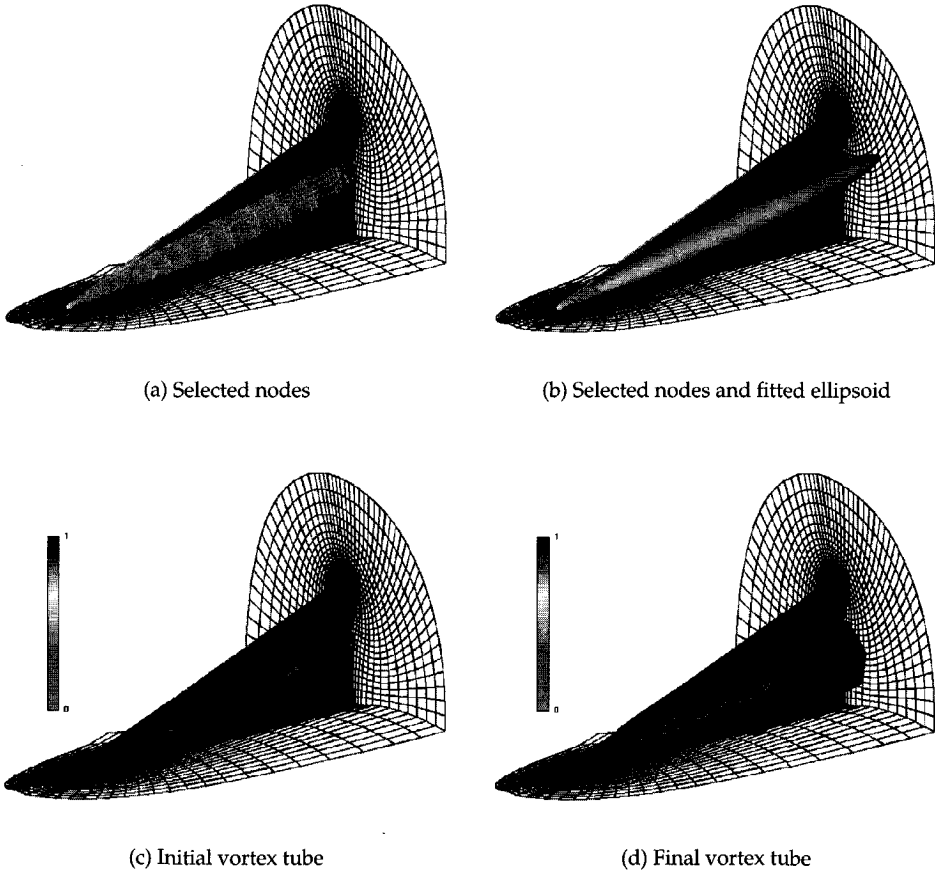 (a) Selected nodes
(b) Selected nodes and fitted ellipsoid
1
0
1
0
(c) Initial vortex tube
(d) Final vortex tube